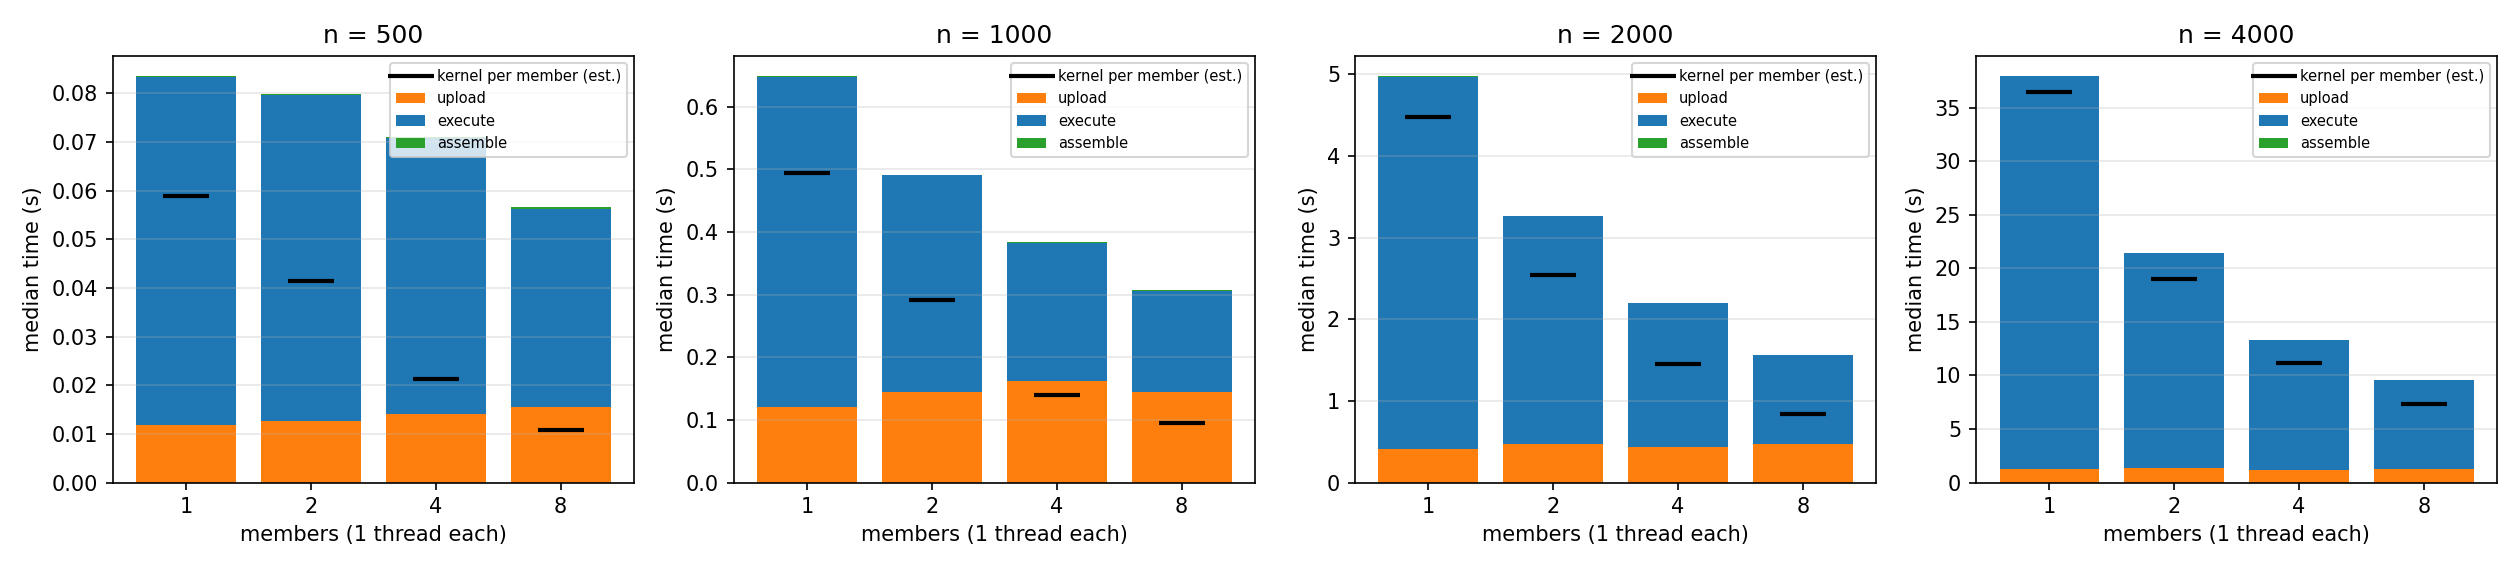 n = 500
kernel per member (est.)
upload
execute
assemble
median time (s)
0.08
0.07
0.06
0.05
0.04
0.03
0.02
0.01
0.00
1 2 4 8
members (1 thread each)
n = 1000
kernel per member (est.)
upload
execute
assemble
median time (s)
0.6
0.5
0.4
0.3
0.2
0.1
0.0
1 2 4 8
members (1 thread each)
n = 2000
kernel per member (est.)
upload
execute
assemble
median time (s)
5
4
3
2
1
0
1 2 4 8
members (1 thread each)
n = 4000
kernel per member (est.)
upload
execute
assemble
median time (s)
35
30
25
20
15
10
5
0
1 2 4 8
members (1 thread each)